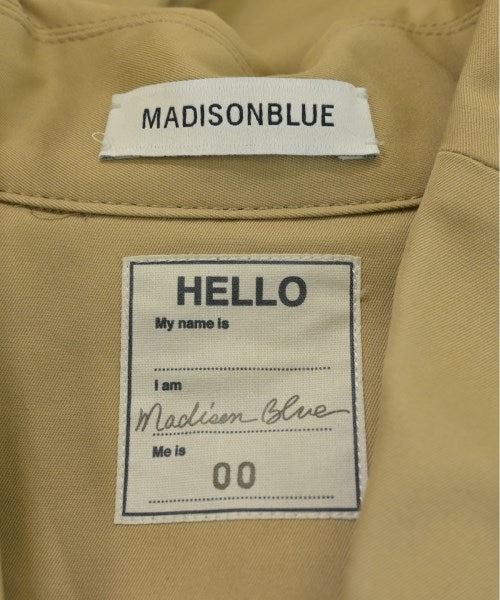 MADISONBLUE
HELLO
My name is
I am
Madison Blue
Me is
00